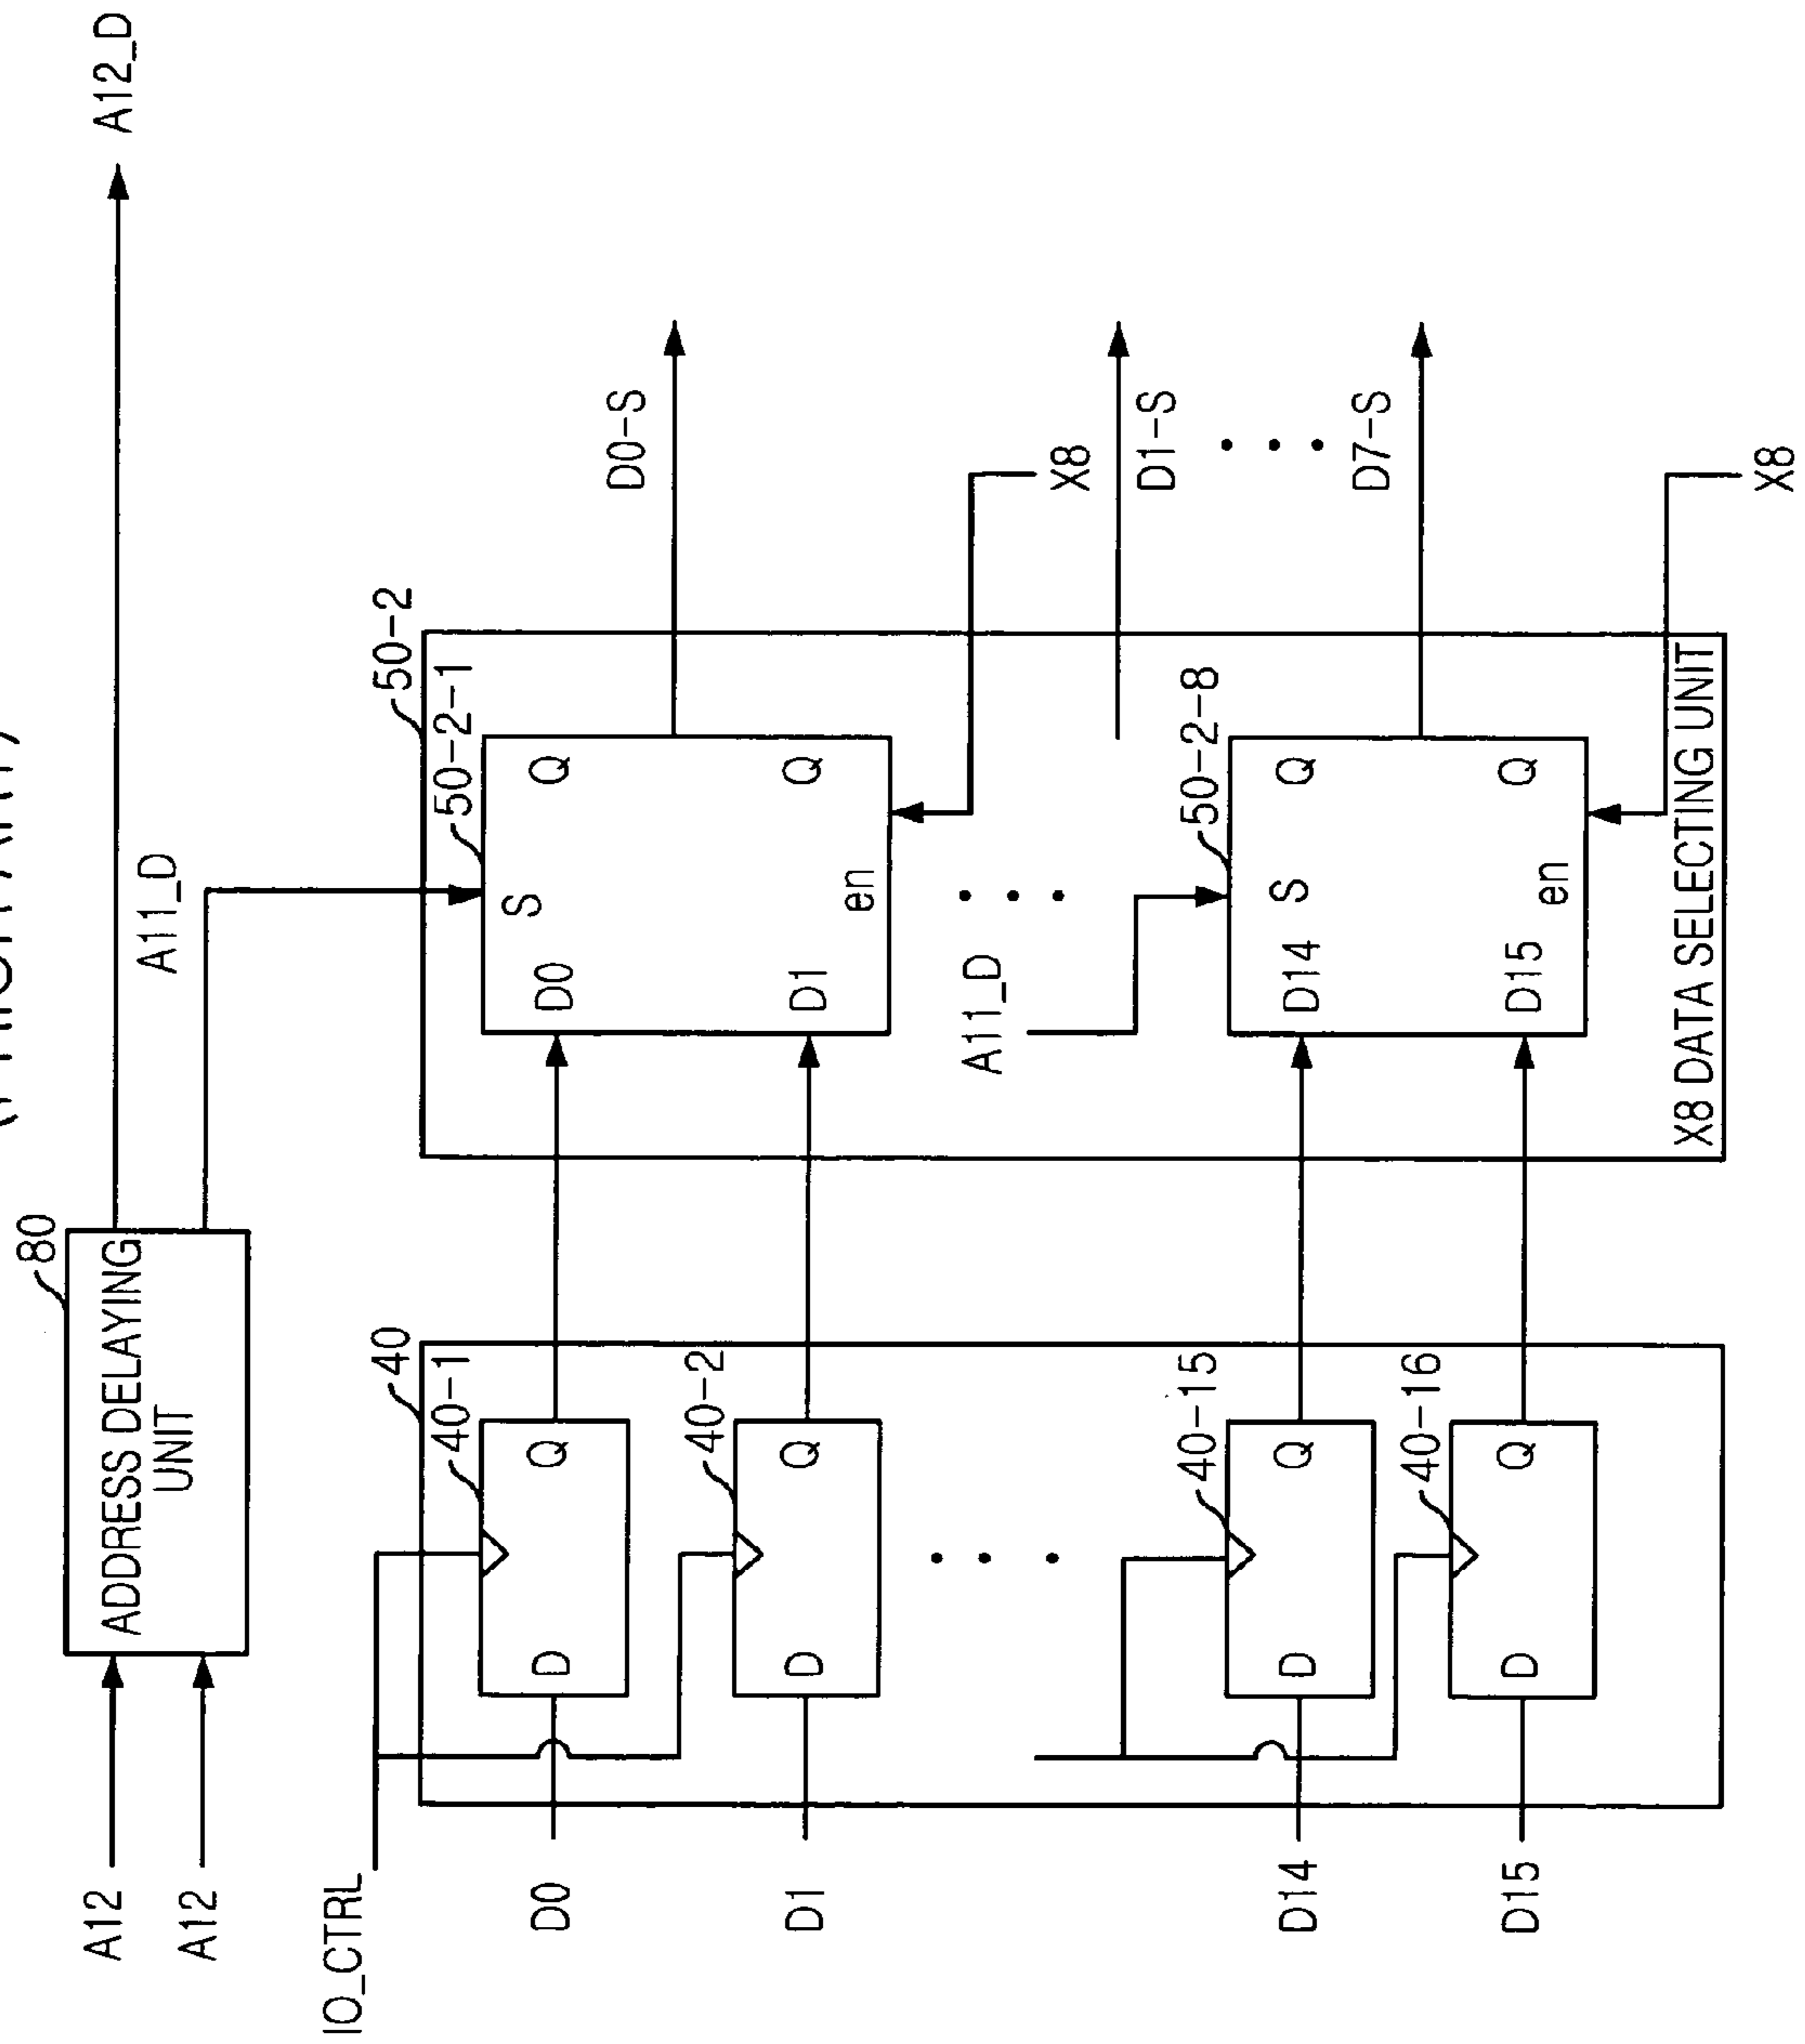 (PRIOR ART)
80
ADDRESS DELAYING
UNIT
A12
A12
A12_D
A11_D
IO_CTRL
40
40-1
D
Q
D0
40-2
D
Q
D1
40-15
D
Q
D14
40-16
D
Q
D15
50-2
50-2-1
S
Q
D0
D1
Q
en
D0-S
X8
A11_D
50-2-8
D1-S
S
Q
D14
D15
Q
en
D7-S
X8 DATA SELECTING UNIT
X8